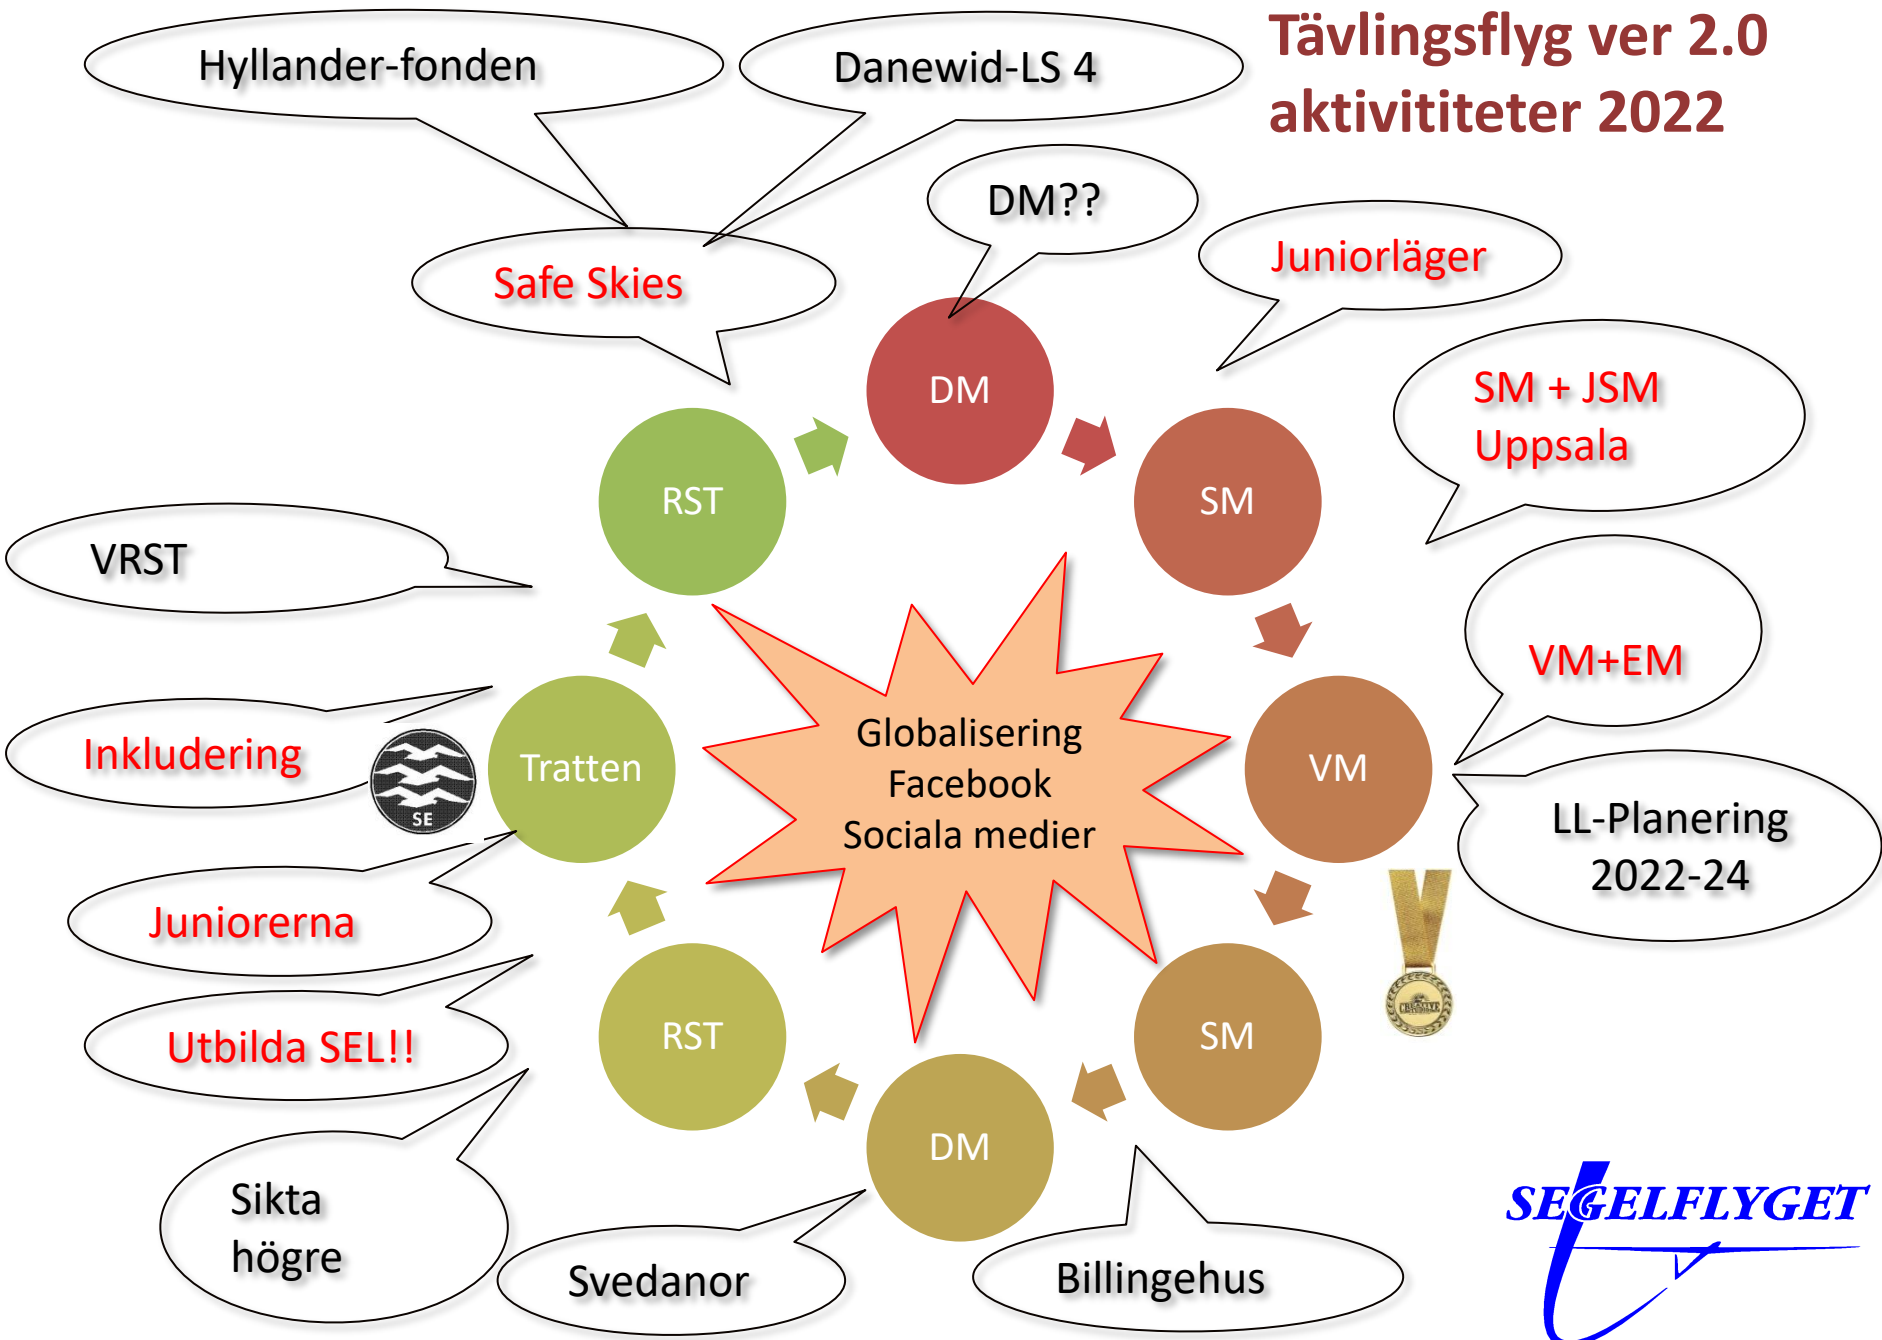 Tävlingsflyg ver 2.0
aktivititeter 2022
Hyllander-fonden
Danewid-LS 4
DM??
Safe Skies
Juniorläger
SM + JSM
Uppsala
VM+EM
LL-Planering
2022-24
VRST
Inkludering
Juniorerna
Utbilda SEL!!
Sikta
högre
Svedanor
Billingehus
DM
SM
VM
SM
DM
RST
Tratten
RST
Globalisering
Facebook
Sociala medier
SE
CREATIVE
SEGELFLYGET